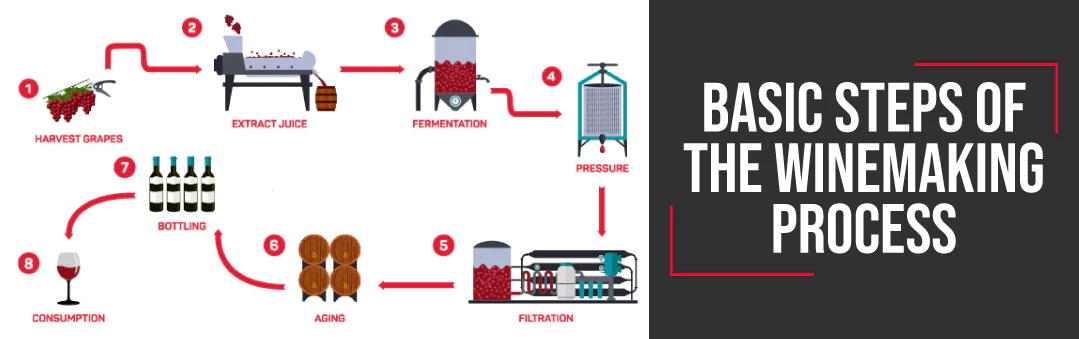 1
HARVEST GRAPES
2
EXTRACT JUICE
3
FERMENTATION
4
PRESSURE
5
FILTRATION
6
AGING
7
BOTTLING
8
CONSUMPTION
BASIC STEPS OF
THE WINEMAKING
PROCESS